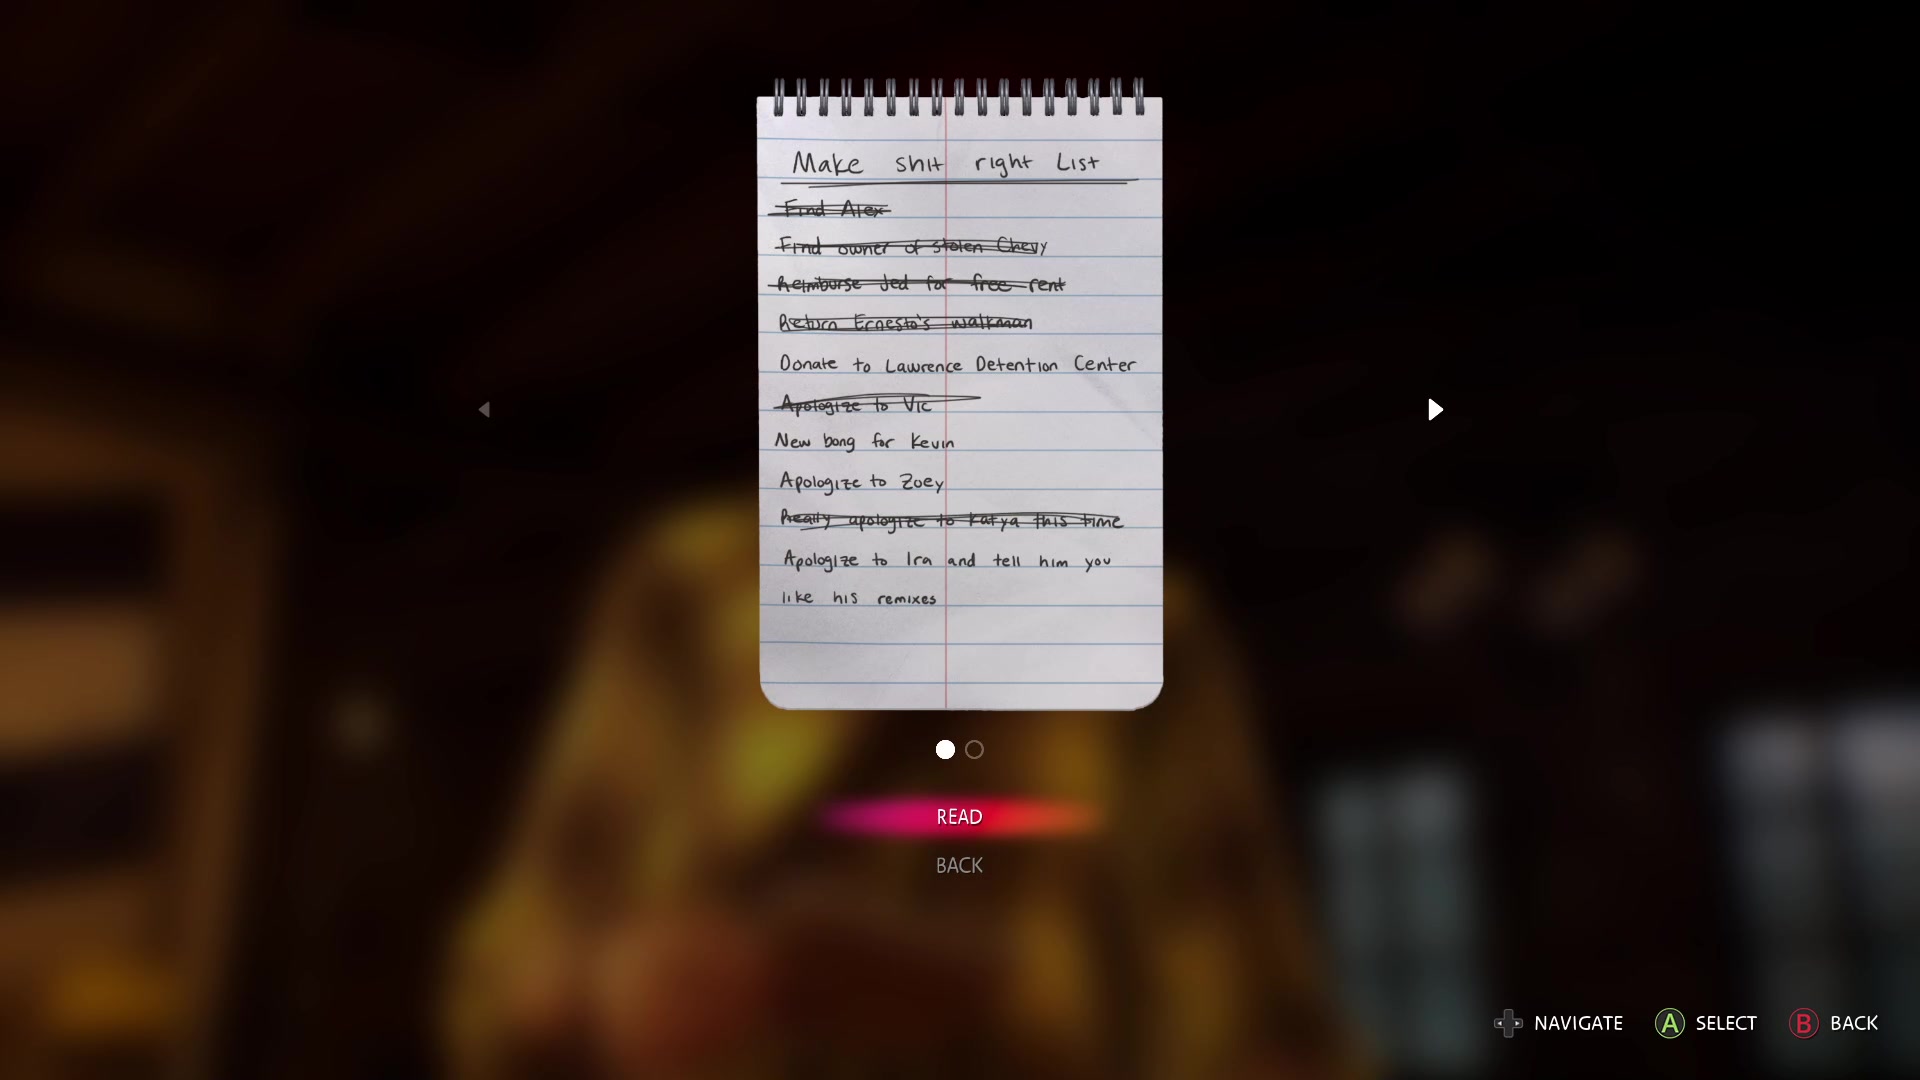 Make shit right List
Find Alex
Find owner of stolen Chevy
Reimburse Jed for free rent
Return Ernesto's walkman
Donate to Lawrence Detention Center
Apologize to Vic
New bong for Kevin
Apologize to Zoey
Really apologize to Katya this time
Apologize to Ira and tell him you
like his remixes
READ
BACK
NAVIGATE A SELECT B BACK